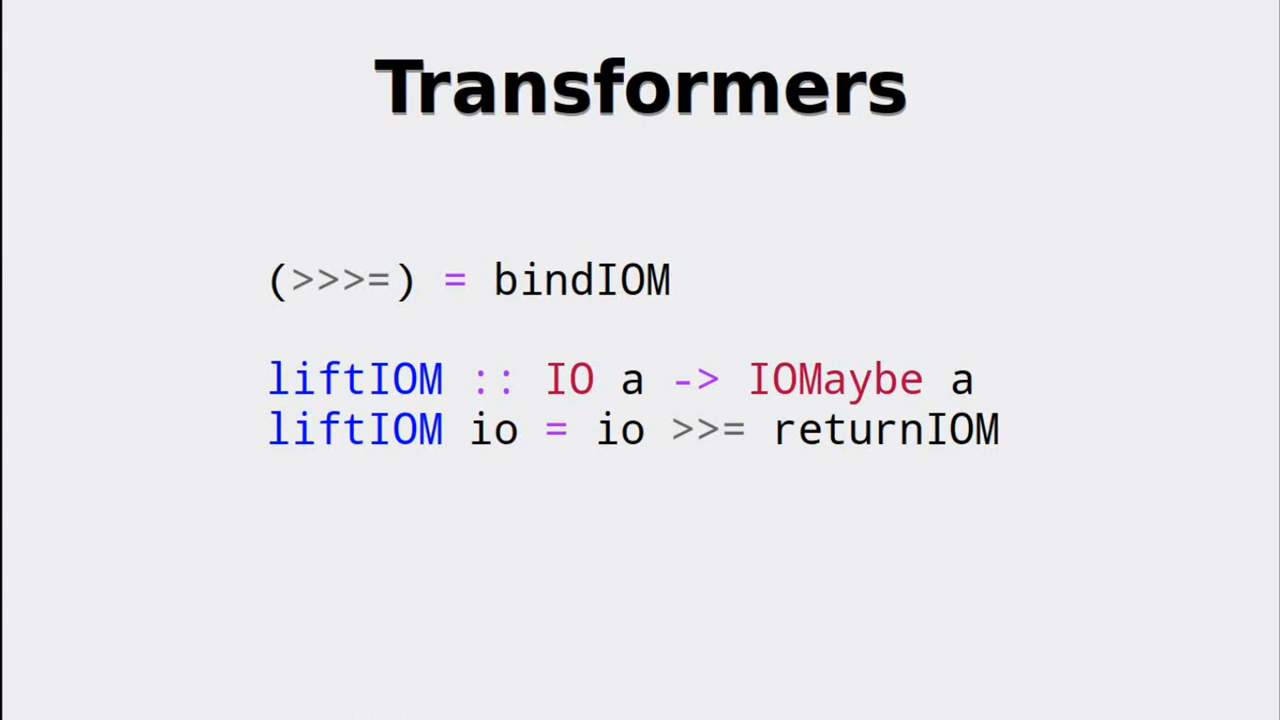 Transformers
(>>>=) = bindIOM
liftIOM :: IO a -> IOMaybe a
liftIOM io = io >>= returnIOM